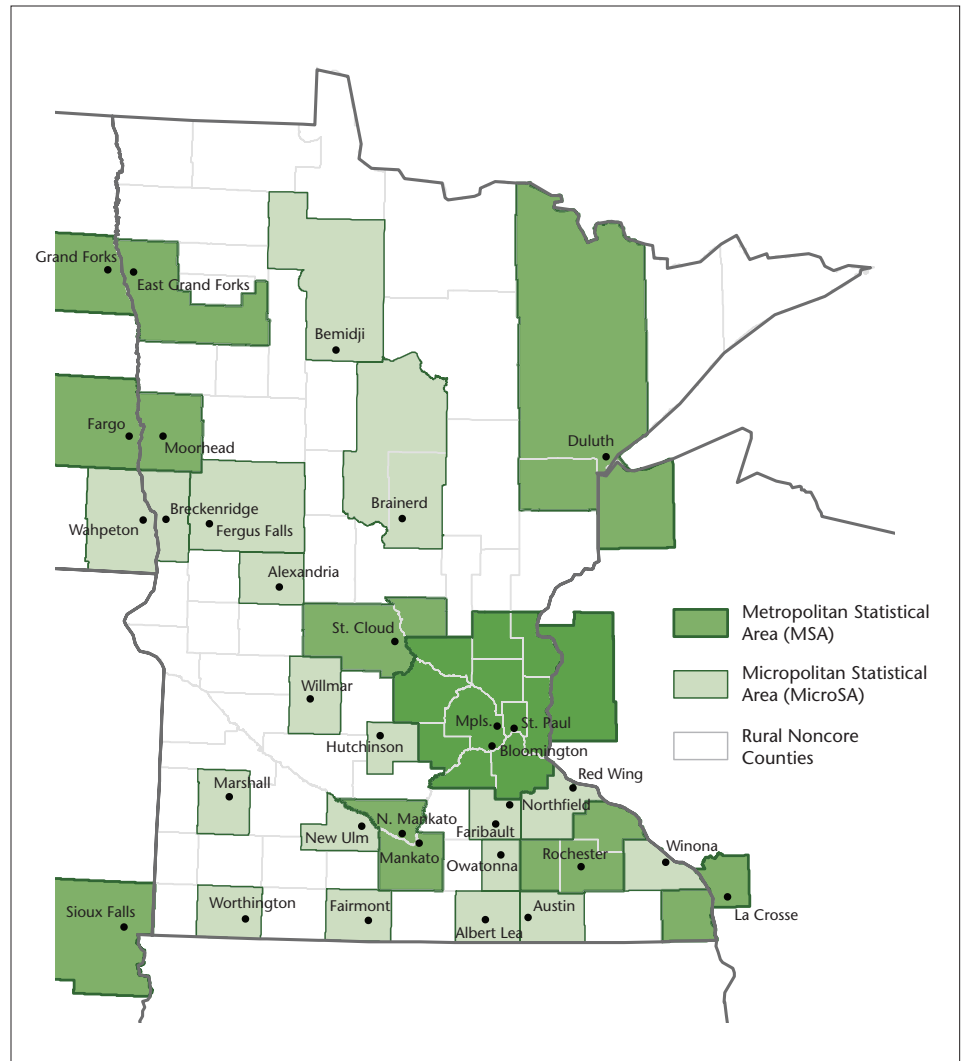 Grand Forks
East Grand Forks
Bemidji
Fargo
Moorhead
Duluth
Brainerd
Breckenridge
Wahpeton
Fergus Falls
Alexandria
St. Cloud
Metropolitan Statistical
Area (MSA)
Micropolitan Statistical
Area (MicroSA)
Rural Noncore
Counties
Willmar
Mpls.
St. Paul
Hutchinson
Bloomington
Red Wing
Marshall
Northfield
N. Mankato
Faribault
New Ulm
Mankato
Owatonna
Rochester
Winona
Worthington
Fairmont
Austin
Sioux Falls
La Crosse
Albert Lea